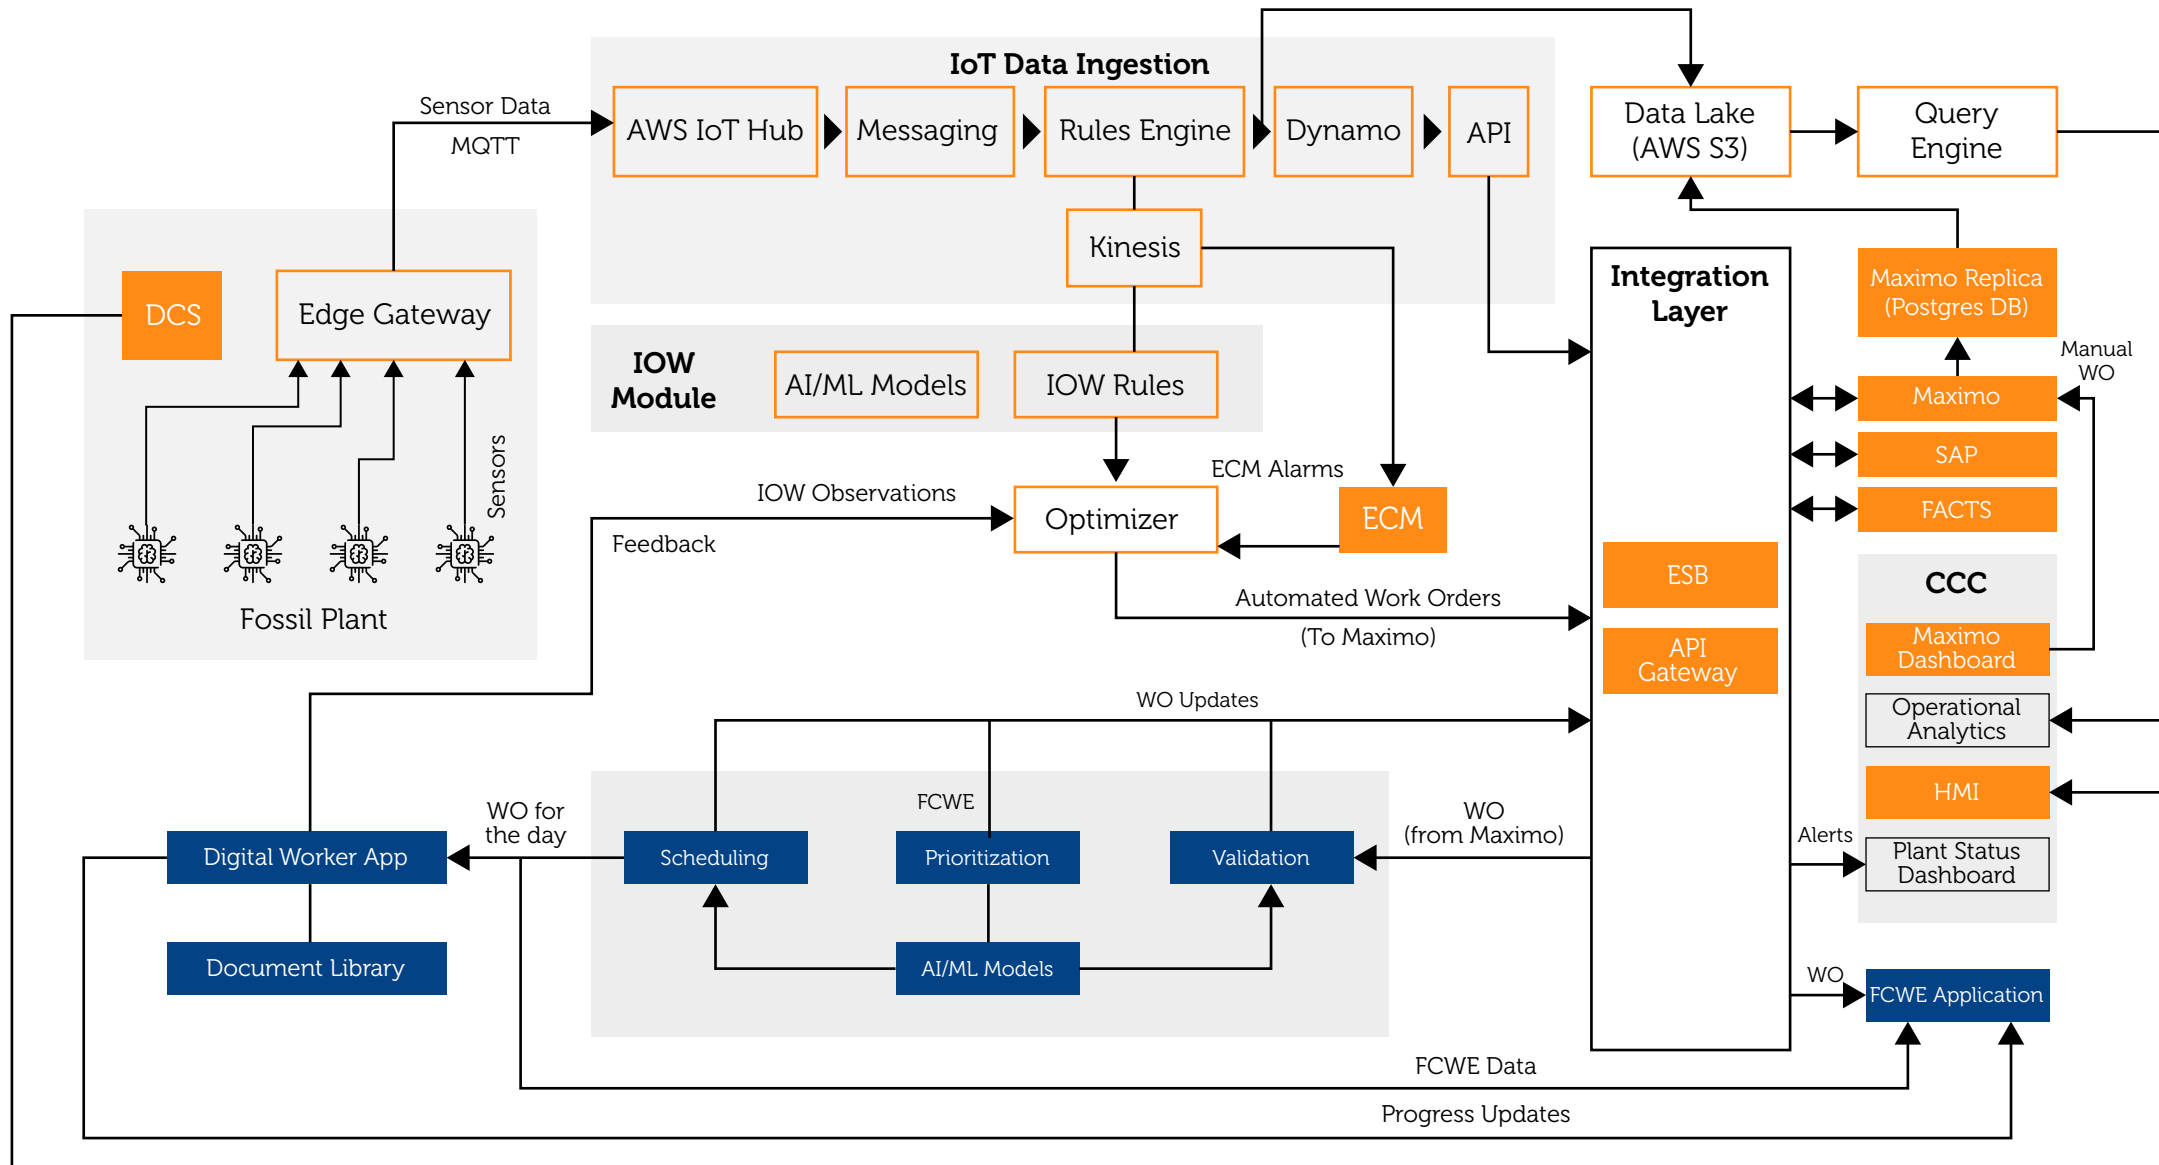 IoT Data Ingestion
Sensor Data
MQTT
AWS IoT Hub
Messaging
Rules Engine
Dynamo
API
Data Lake
(AWS S3)
Query
Engine
Kinesis
DCS
Edge Gateway
Sensors
Fossil Plant
IOW
Module
AI/ML Models
IOW Rules
Integration
Layer
Maximo Replica
(Postgres DB)
Manual
WO
Maximo
SAP
FACTS
IOW Observations
Feedback
Optimizer
ECM Alarms
ECM
Automated Work Orders
(To Maximo)
ESB
API
Gateway
CCC
Maximo
Dashboard
Operational
Analytics
HMI
Alerts
Plant Status
Dashboard
WO Updates
FCWE
WO for
the day
WO
(from Maximo)
Digital Worker App
Scheduling
Prioritization
Validation
Document Library
AI/ML Models
WO
FCWE Application
FCWE Data
Progress Updates